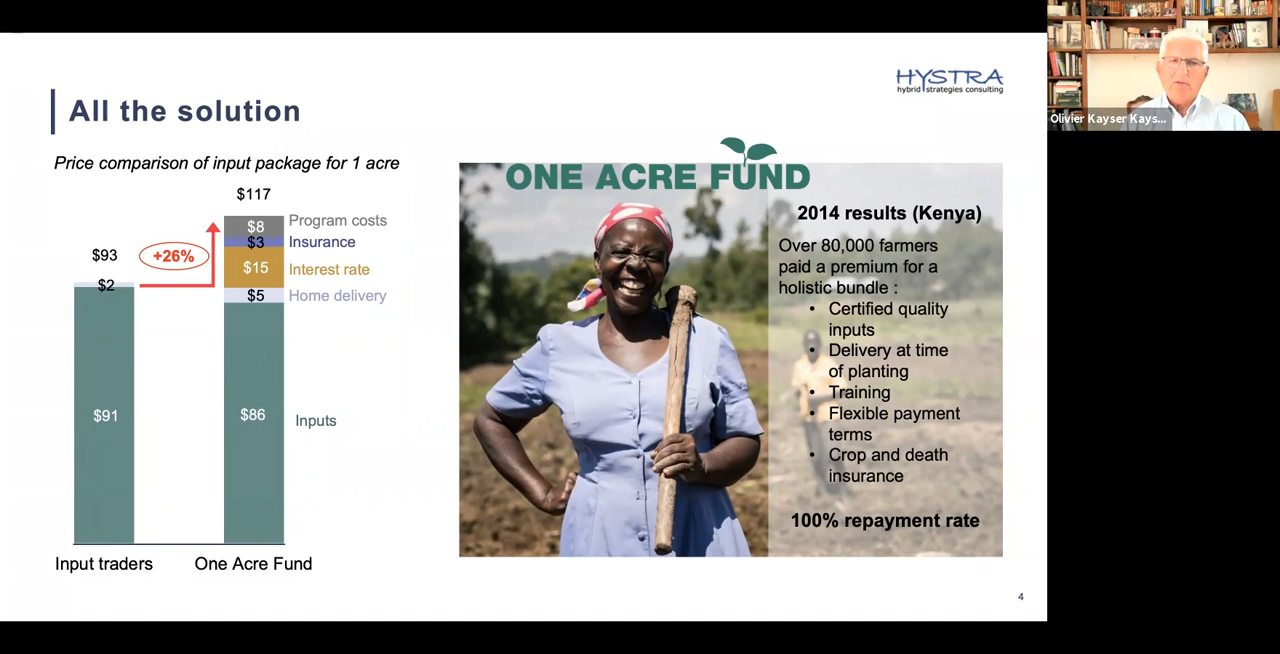 HYSTRA
hybrid strategies consulting
Olivier Kayser Kays...
All the solution
Price comparison of input package for 1 acre
$117
$8
Program costs
$93
+26%
$3
Insurance
$15
Interest rate
$2
$5
Home delivery
$91
$86
Inputs
Input traders
One Acre Fund
ONE ACRE FUND
2014 results (Kenya)
Over 80,000 farmers
paid a premium for a
holistic bundle :
• Certified quality
inputs
• Delivery at time
of planting
• Training
• Flexible payment
terms
• Crop and death
insurance
100% repayment rate
4